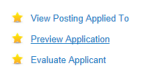 View Posting Applied To
Preview Application
Evaluate Applicant